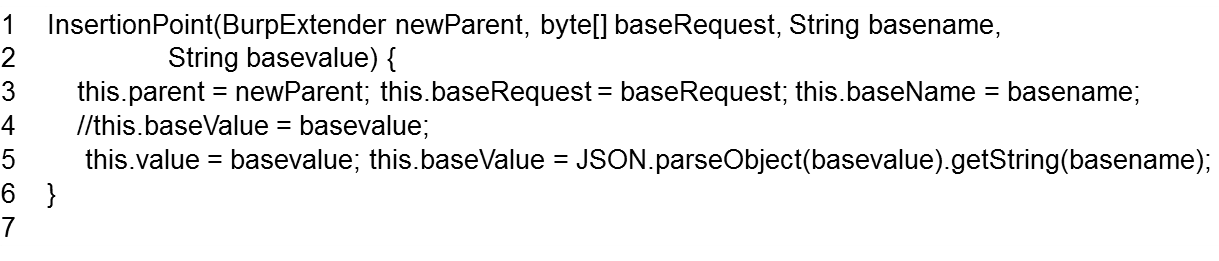 1 InsertionPoint(BurpExtender newParent, byte[] baseRequest, String basename,
2 String basevalue) {
3 this.parent = newParent; this.baseRequest = baseRequest; this.baseName = basename;
4 //this.baseValue = basevalue;
5 this.value = basevalue; this.baseValue = JSON.parseObject(basevalue).getString(basename);
6 }
7